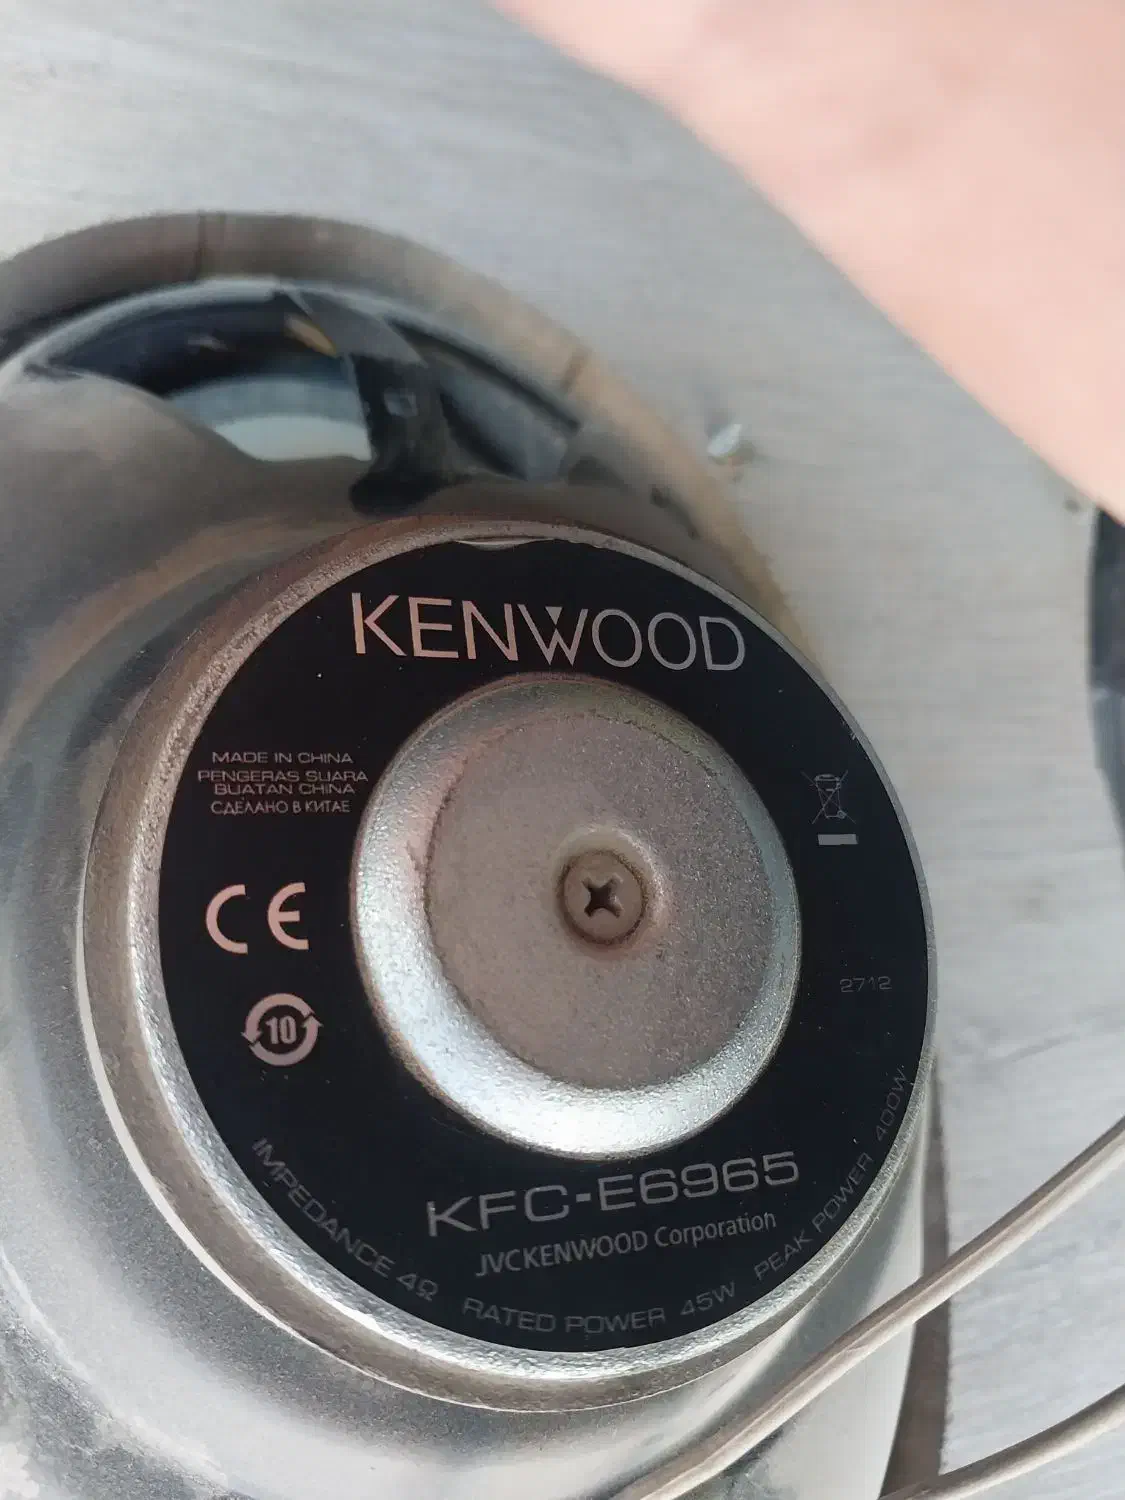 KENWOOD
MADE IN CHINA
PENGERAS SUARA
BUATAN CHINA
СДЕЛАНО В КИТАЕ
CE
10
2712
KFC-E6965
JVCKENWOOD Corporation
IMPEDANCE 4Ω RATED POWER 45W PEAK POWER 400W